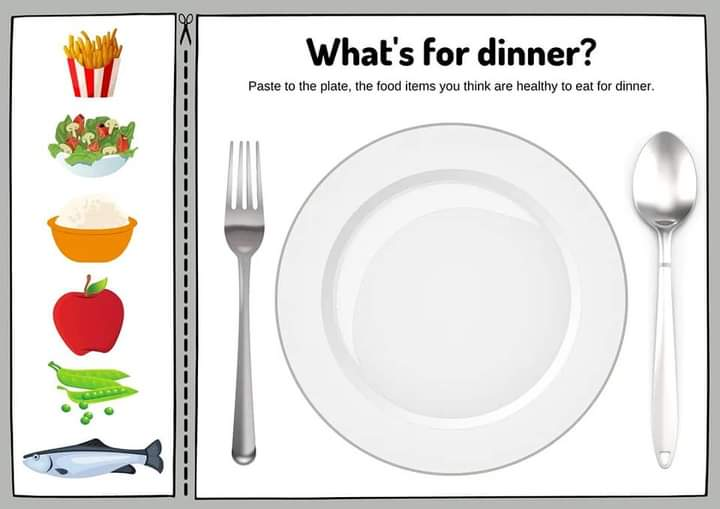 What's for dinner?
Paste to the plate, the food items you think are healthy to eat for dinner.